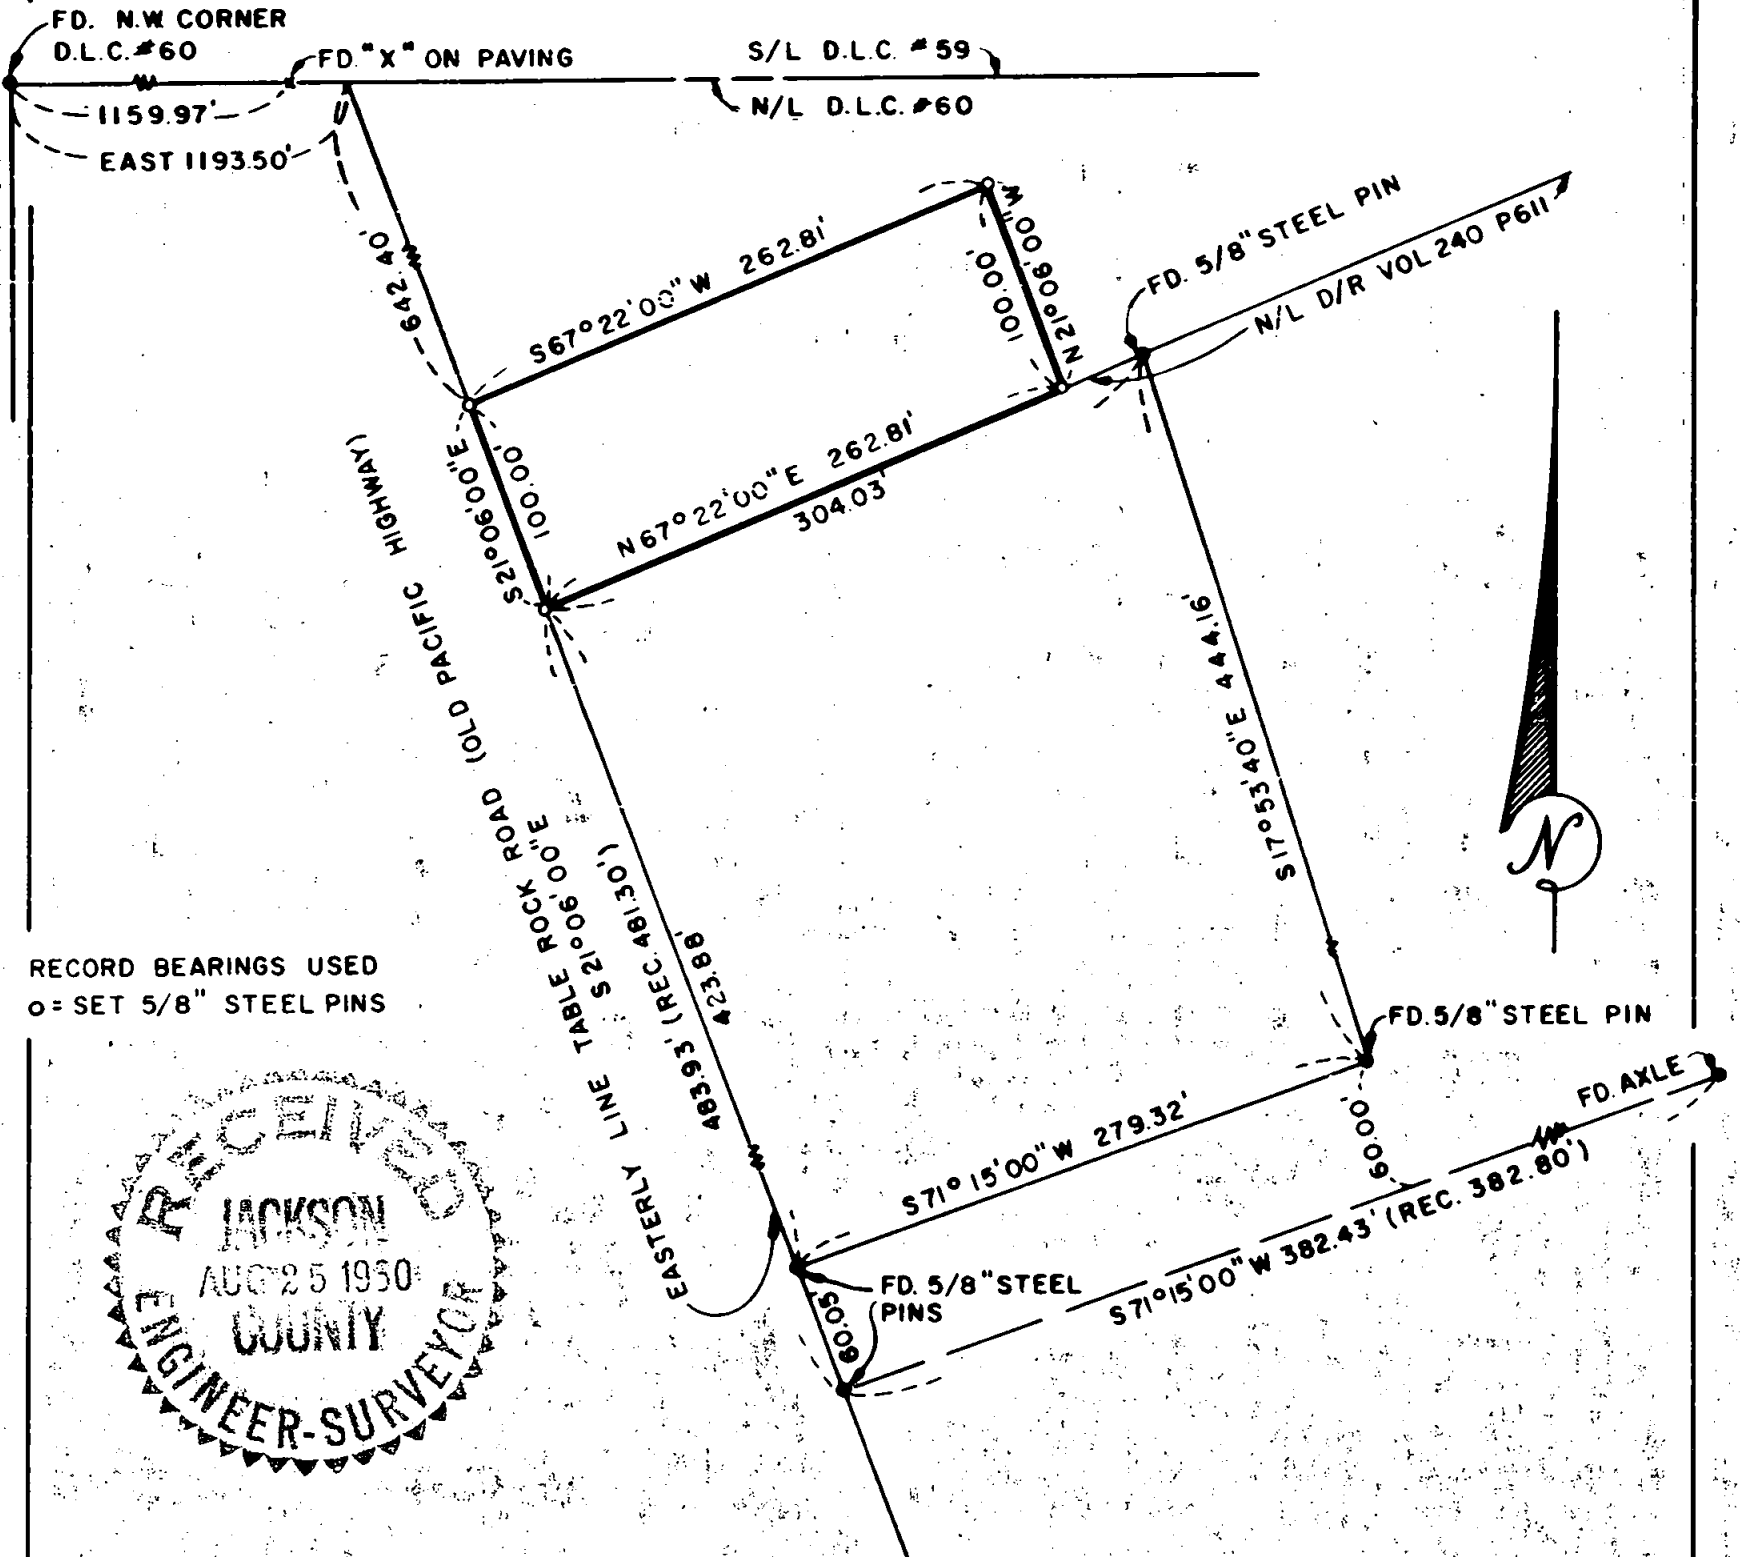 FD. N.W CORNER
D.L.C. #60
FD. "X" ON PAVING
S/L D.L.C. #59
1159.97'
N/L D.L.C. #60
EAST 1193.50'
642.40'
S67°22'00" W 262.81'
N 21°06'00" W
100.00'
FD. 5/8" STEEL PIN
N/L D/R VOL 240 P611
S21°06'00"E
100.00'
N 67°22'00" E 262.81'
304.03'
EASTERLY LINE TABLE ROCK ROAD (OLD PACIFIC HIGHWAY)
S 21°06'00"E
483.93' (REC. 481.30')
423.88'
S17°53'40"E 444.16'
N
RECORD BEARINGS USED
o = SET 5/8" STEEL PINS
FD. 5/8" STEEL PIN
FD. AXLE
60.00'
S71°15'00" W 279.32'
S71°15'00" W 382.43' (REC. 382.80')
FD. 5/8" STEEL
PINS
60.05'
RECEIVED
JACKSON
AUG 25 19
COUNTY
ENGINEER-SURVEYOR